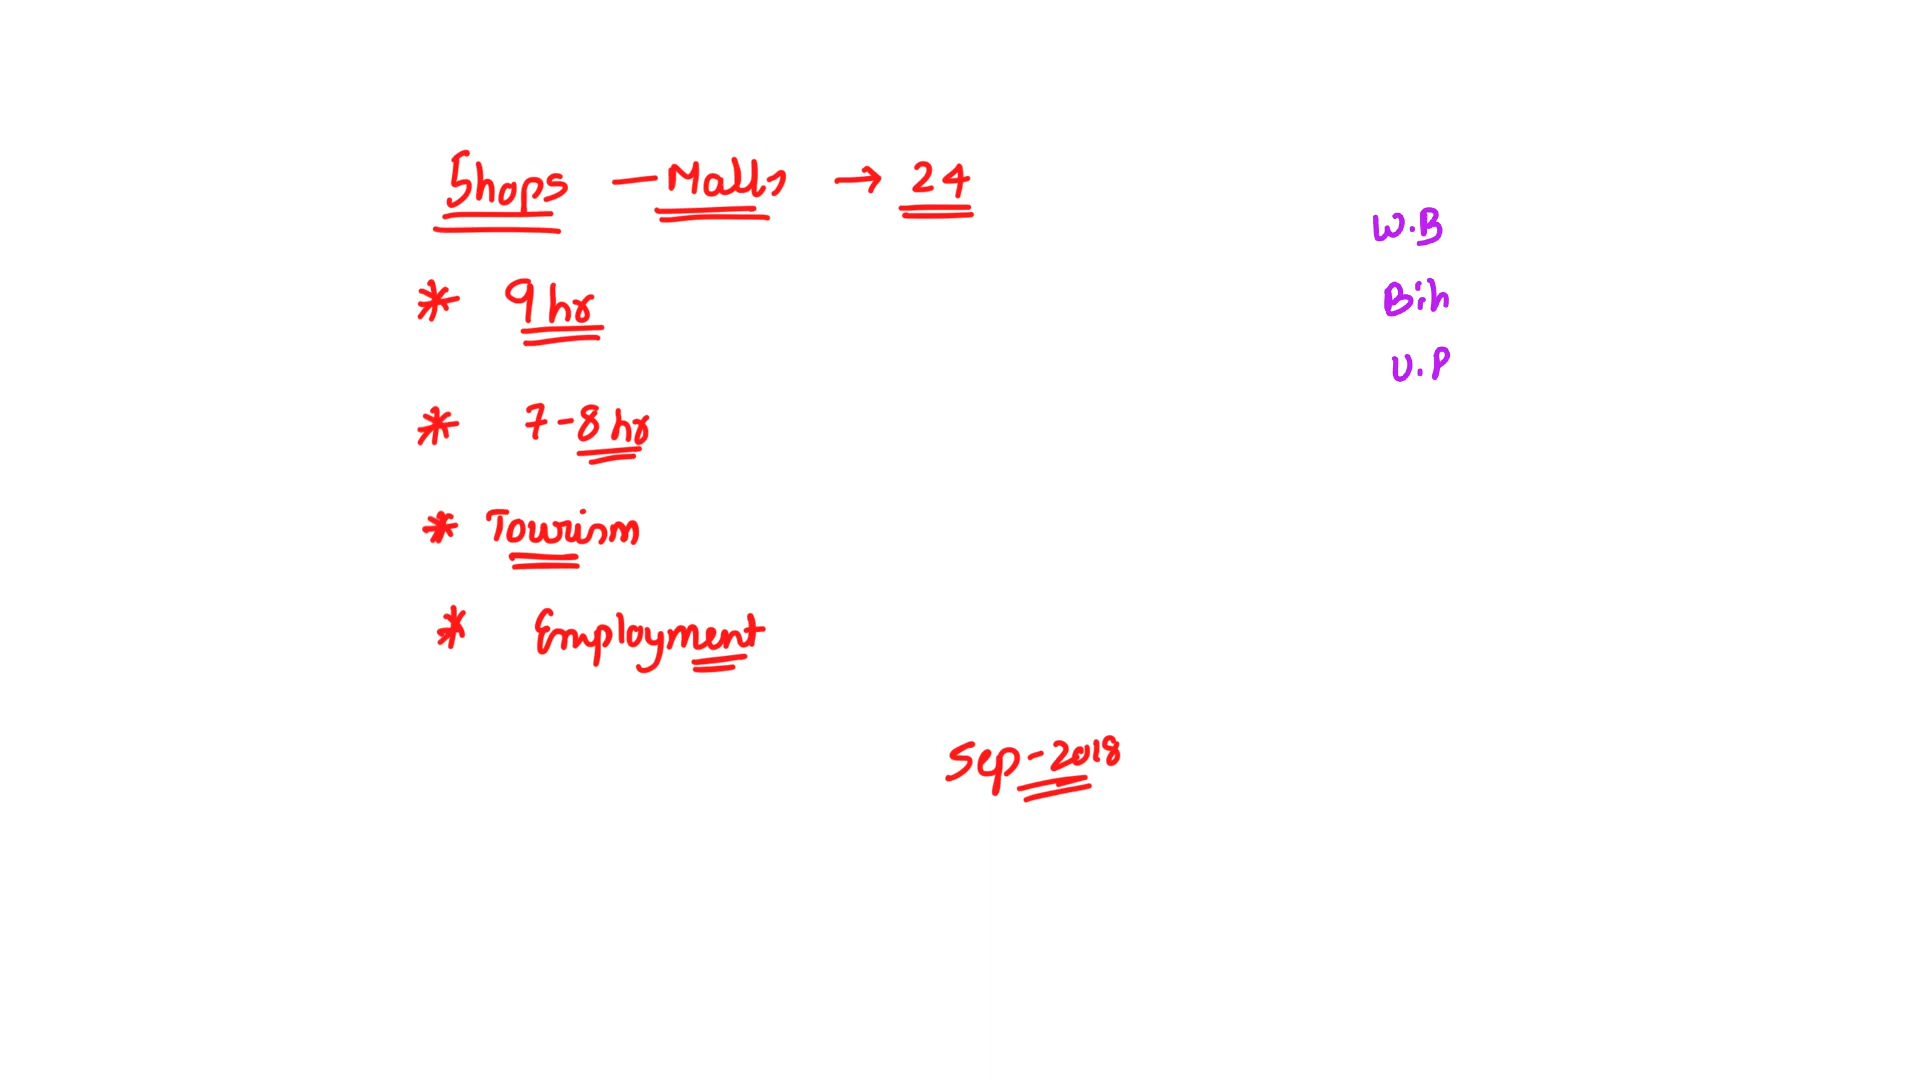 Shops - Malls → 24
* 9 hr
* 7-8 hr
* Tourism
* Employment
Sep-2018
W.B
Bih
U.P